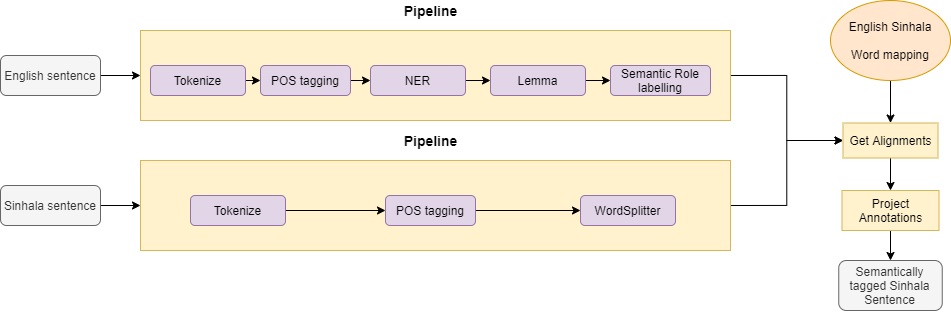 Pipeline
English sentence
Tokenize
POS tagging
NER
Lemma
Semantic Role
labelling
Pipeline
Sinhala sentence
Tokenize
POS tagging
WordSplitter
English Sinhala
Word mapping
Get Alignments
Project
Annotations
Semantically
tagged Sinhala
Sentence